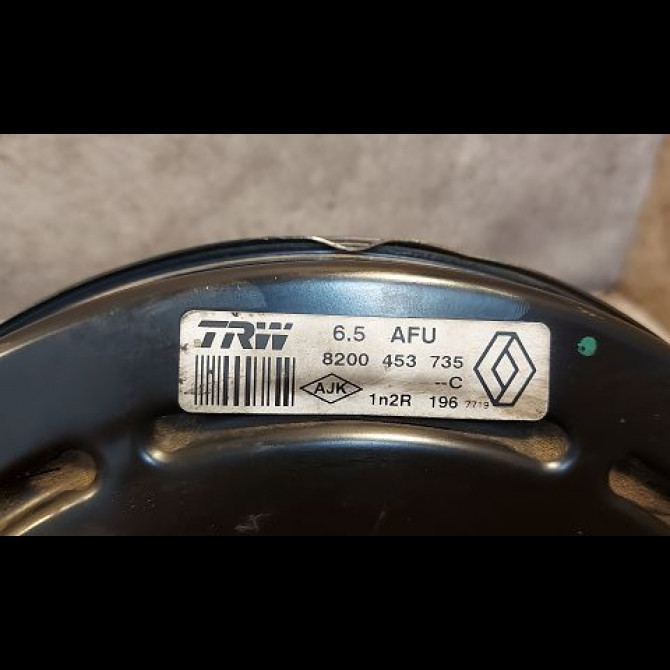 TRW 6.5 AFU
8200 453 735
--C
AJK 1n2R 196 7719